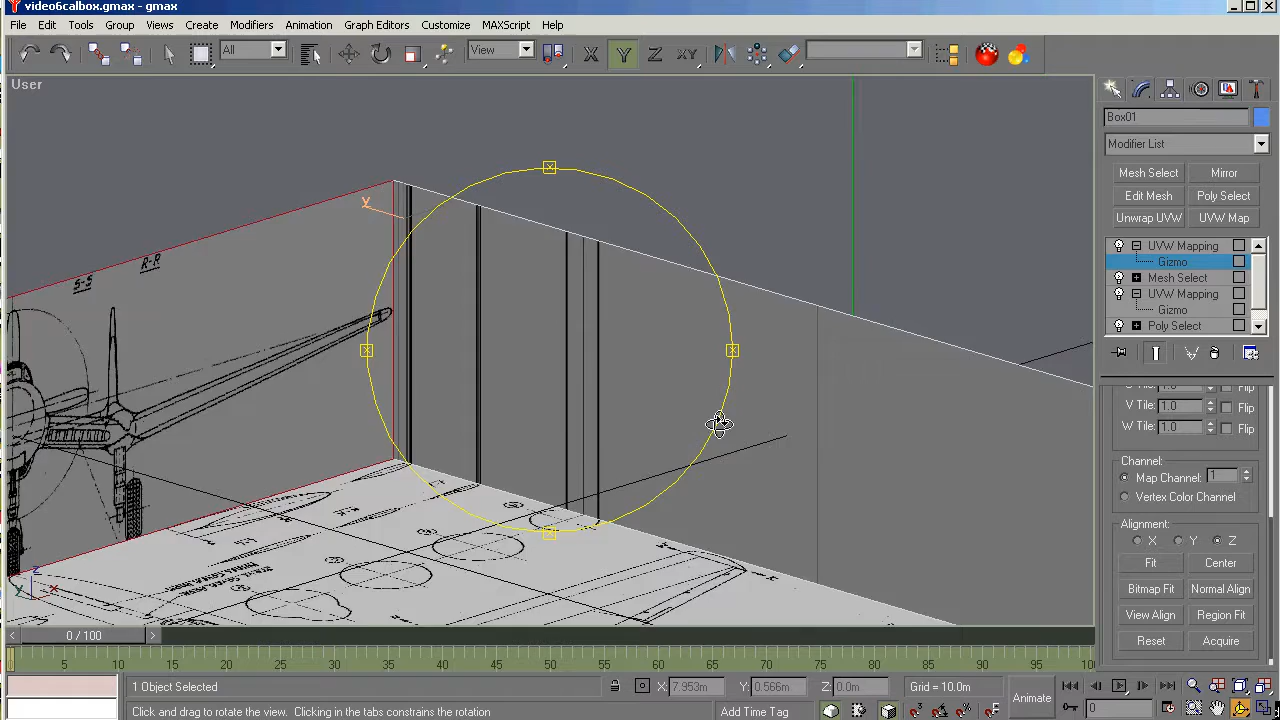 video6calbox.gmax - gmax
File Edit Tools Group Views Create Modifiers Animation Graph Editors Customize MAXScript Help
All View X Y Z XY
User
Box01
Modifier List
Mesh Select Mirror
Edit Mesh Poly Select
Unwrap UVW UVW Map
UVW Mapping
Gizmo
Mesh Select
UVW Mapping
Gizmo
Poly Select
y
S-S R-R
Flip
V Tile: 1.0 Flip
W Tile: 1.0 Flip
Channel:
Map Channel: 1
Vertex Color Channel
Alignment:
X Y Z
Fit Center
Bitmap Fit Normal Align
View Align Region Fit
Reset Acquire
z
y x
< 0 / 100 >
5 10 15 20 25 30 35 40 45 50 55 60 65 70 75 80 85 90 95 100
1 Object Selected X: 7.953m Y: 0.566m Z: 0.0m Grid = 10.0m Animate
Click and drag to rotate the view. Clicking in the tabs constrains the rotation Add Time Tag 0